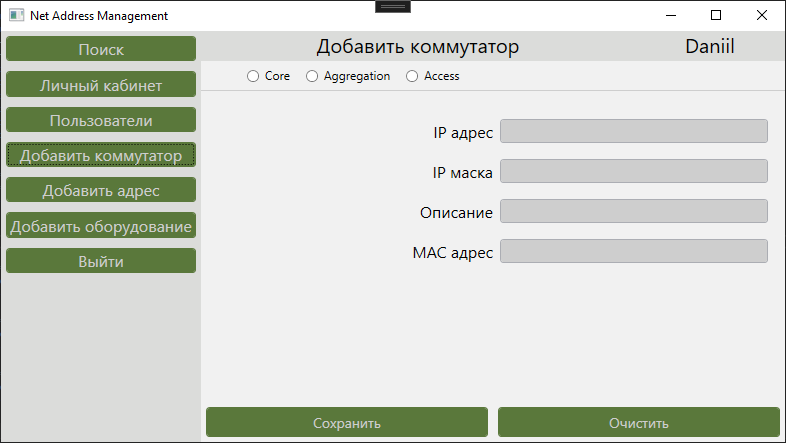 Net Address Management
Поиск
Личный кабинет
Пользователи
Добавить коммутатор
Добавить адрес
Добавить оборудование
Выйти
Добавить коммутатор
Daniil
Core Aggregation Access
IP адрес
IP маска
Описание
MAC адрес
Сохранить
Очистить